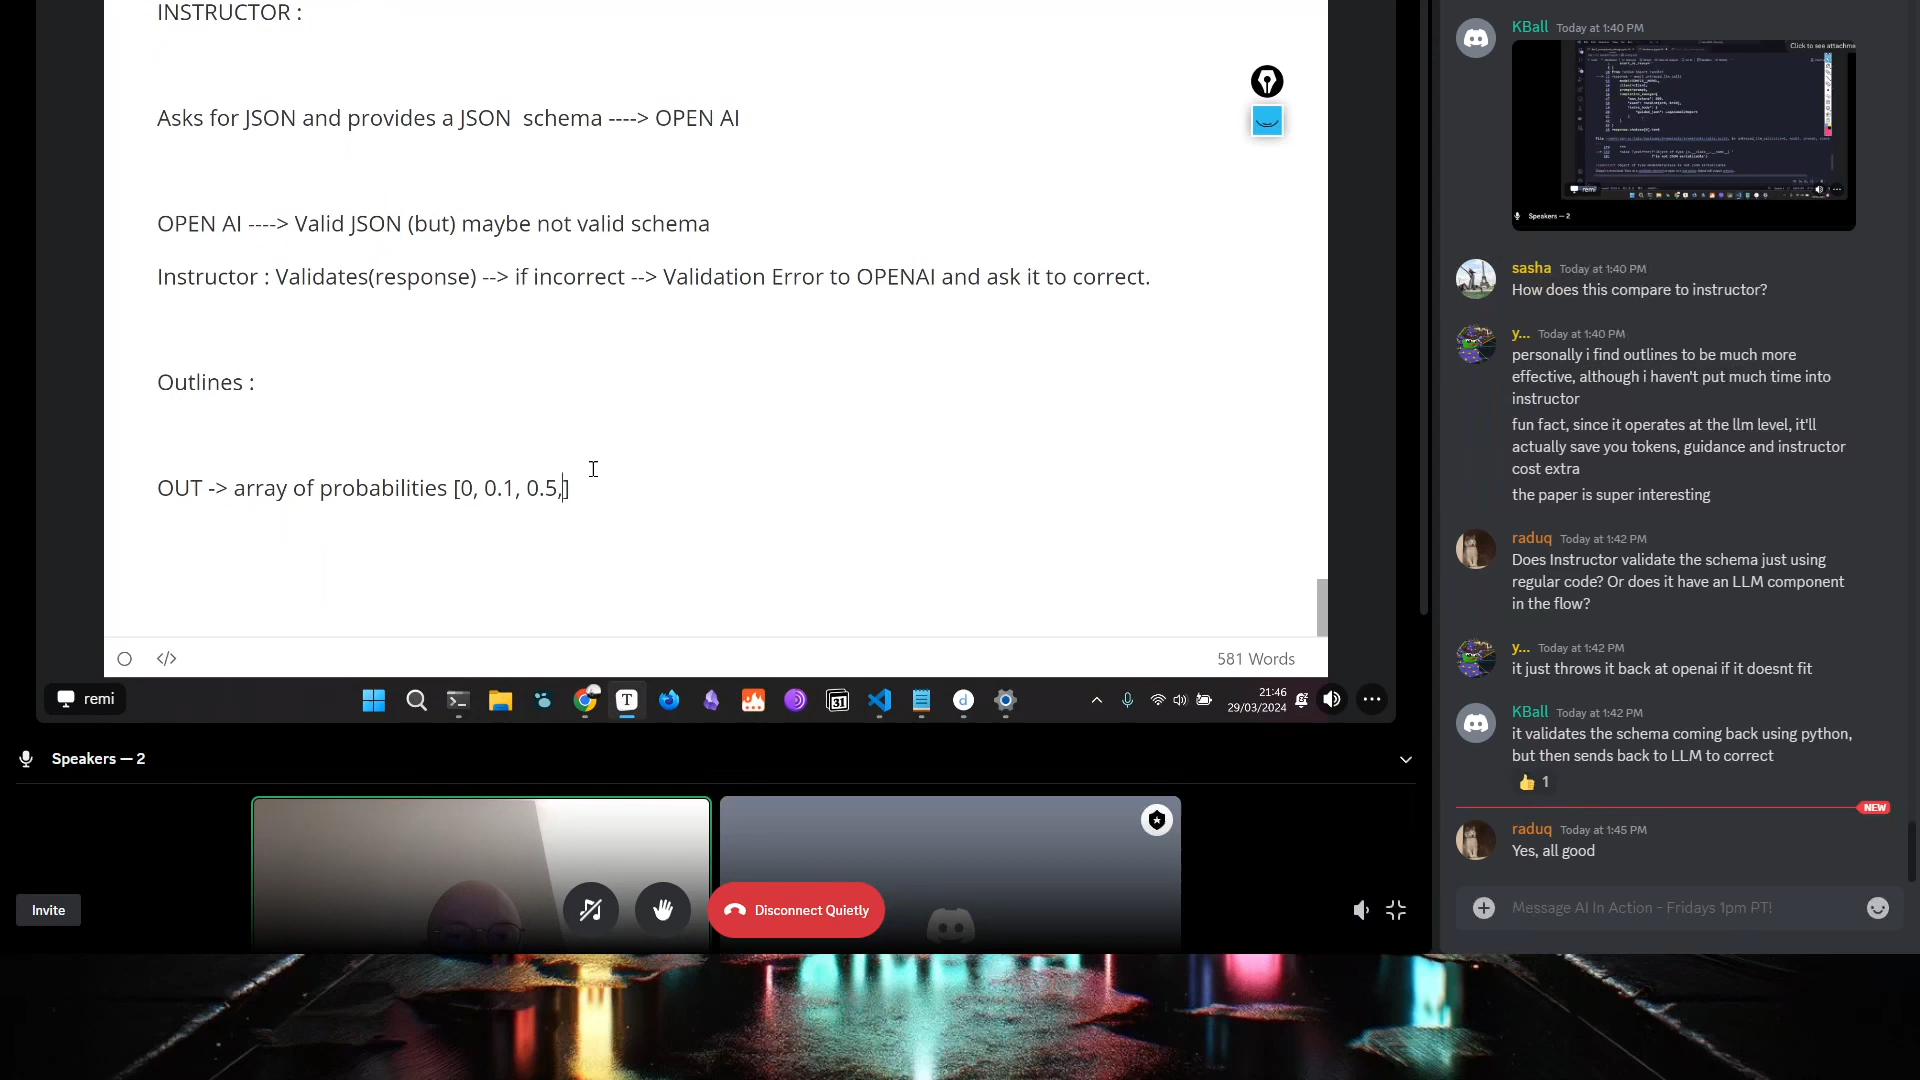 INSTRUCTOR :
Asks for JSON and provides a JSON  schema ----> OPEN AI
OPEN AI ----> Valid JSON (but) maybe not valid schema
Instructor : Validates(response) --> if incorrect --> Validation Error to OPENAI and ask it to correct.
Outlines :
OUT -> array of probabilities [0, 0.1, 0.5,]
</>
581 Words
remi
31
21:46
29/03/2024
Speakers — 2
Invite
Disconnect Quietly
KBall Today at 1:40 PM
Click to see attachme
remi
Speakers — 2
sasha Today at 1:40 PM
How does this compare to instructor?
y... Today at 1:40 PM
personally i find outlines to be much more
effective, although i haven't put much time into
instructor
fun fact, since it operates at the llm level, it'll
actually save you tokens, guidance and instructor
cost extra
the paper is super interesting
raduq Today at 1:42 PM
Does Instructor validate the schema just using
regular code? Or does it have an LLM component
in the flow?
y... Today at 1:42 PM
it just throws it back at openai if it doesnt fit
KBall Today at 1:42 PM
it validates the schema coming back using python,
but then sends back to LLM to correct
👍 1
NEW
raduq Today at 1:45 PM
Yes, all good
Message AI In Action - Fridays 1pm PT!